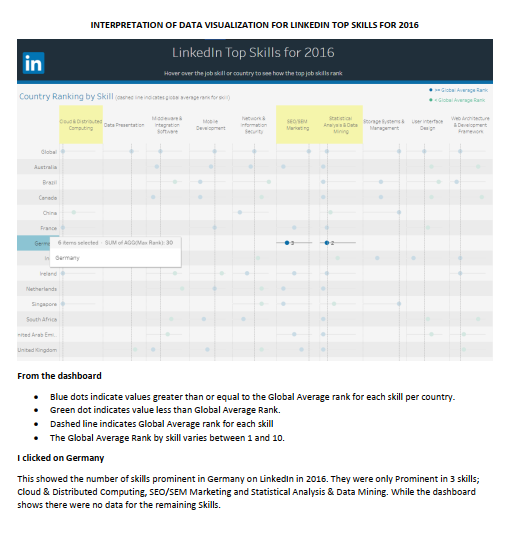 INTERPRETATION OF DATA VISUALIZATION FOR LINKEDIN TOP SKILLS FOR 2016
in
LinkedIn Top Skills for 2016
Hover over the job skill or country to see how the top job skills rank
Country Ranking by Skill (dashed line indicates global average rank for skill)
>= Global Average Rank
< Global Average Rank
Cloud & Distributed Computing
Data Presentation
Middleware & Integration Software
Mobile Development
Network & Information Security
SEO/SEM Marketing
Statistical Analysis & Data Mining
Storage Systems & Management
User Interface Design
Web Architecture & Development Framework
Global
Australia
Brazil
Canada
China
France
3
2
6 items selected · SUM of AGG(Max Rank): 30
Germany
Ireland
Netherlands
Singapore
South Africa
United Kingdom
From the dashboard
• Blue dots indicate values greater than or equal to the Global Average rank for each skill per country.
• Green dot indicates value less than Global Average Rank.
• Dashed line indicates Global Average rank for each skill
• The Global Average Rank by skill varies between 1 and 10.
I clicked on Germany
This showed the number of skills prominent in Germany on LinkedIn in 2016. They were only Prominent in 3 skills;
Cloud & Distributed Computing, SEO/SEM Marketing and Statistical Analysis & Data Mining. While the dashboard
shows there were no data for the remaining Skills.